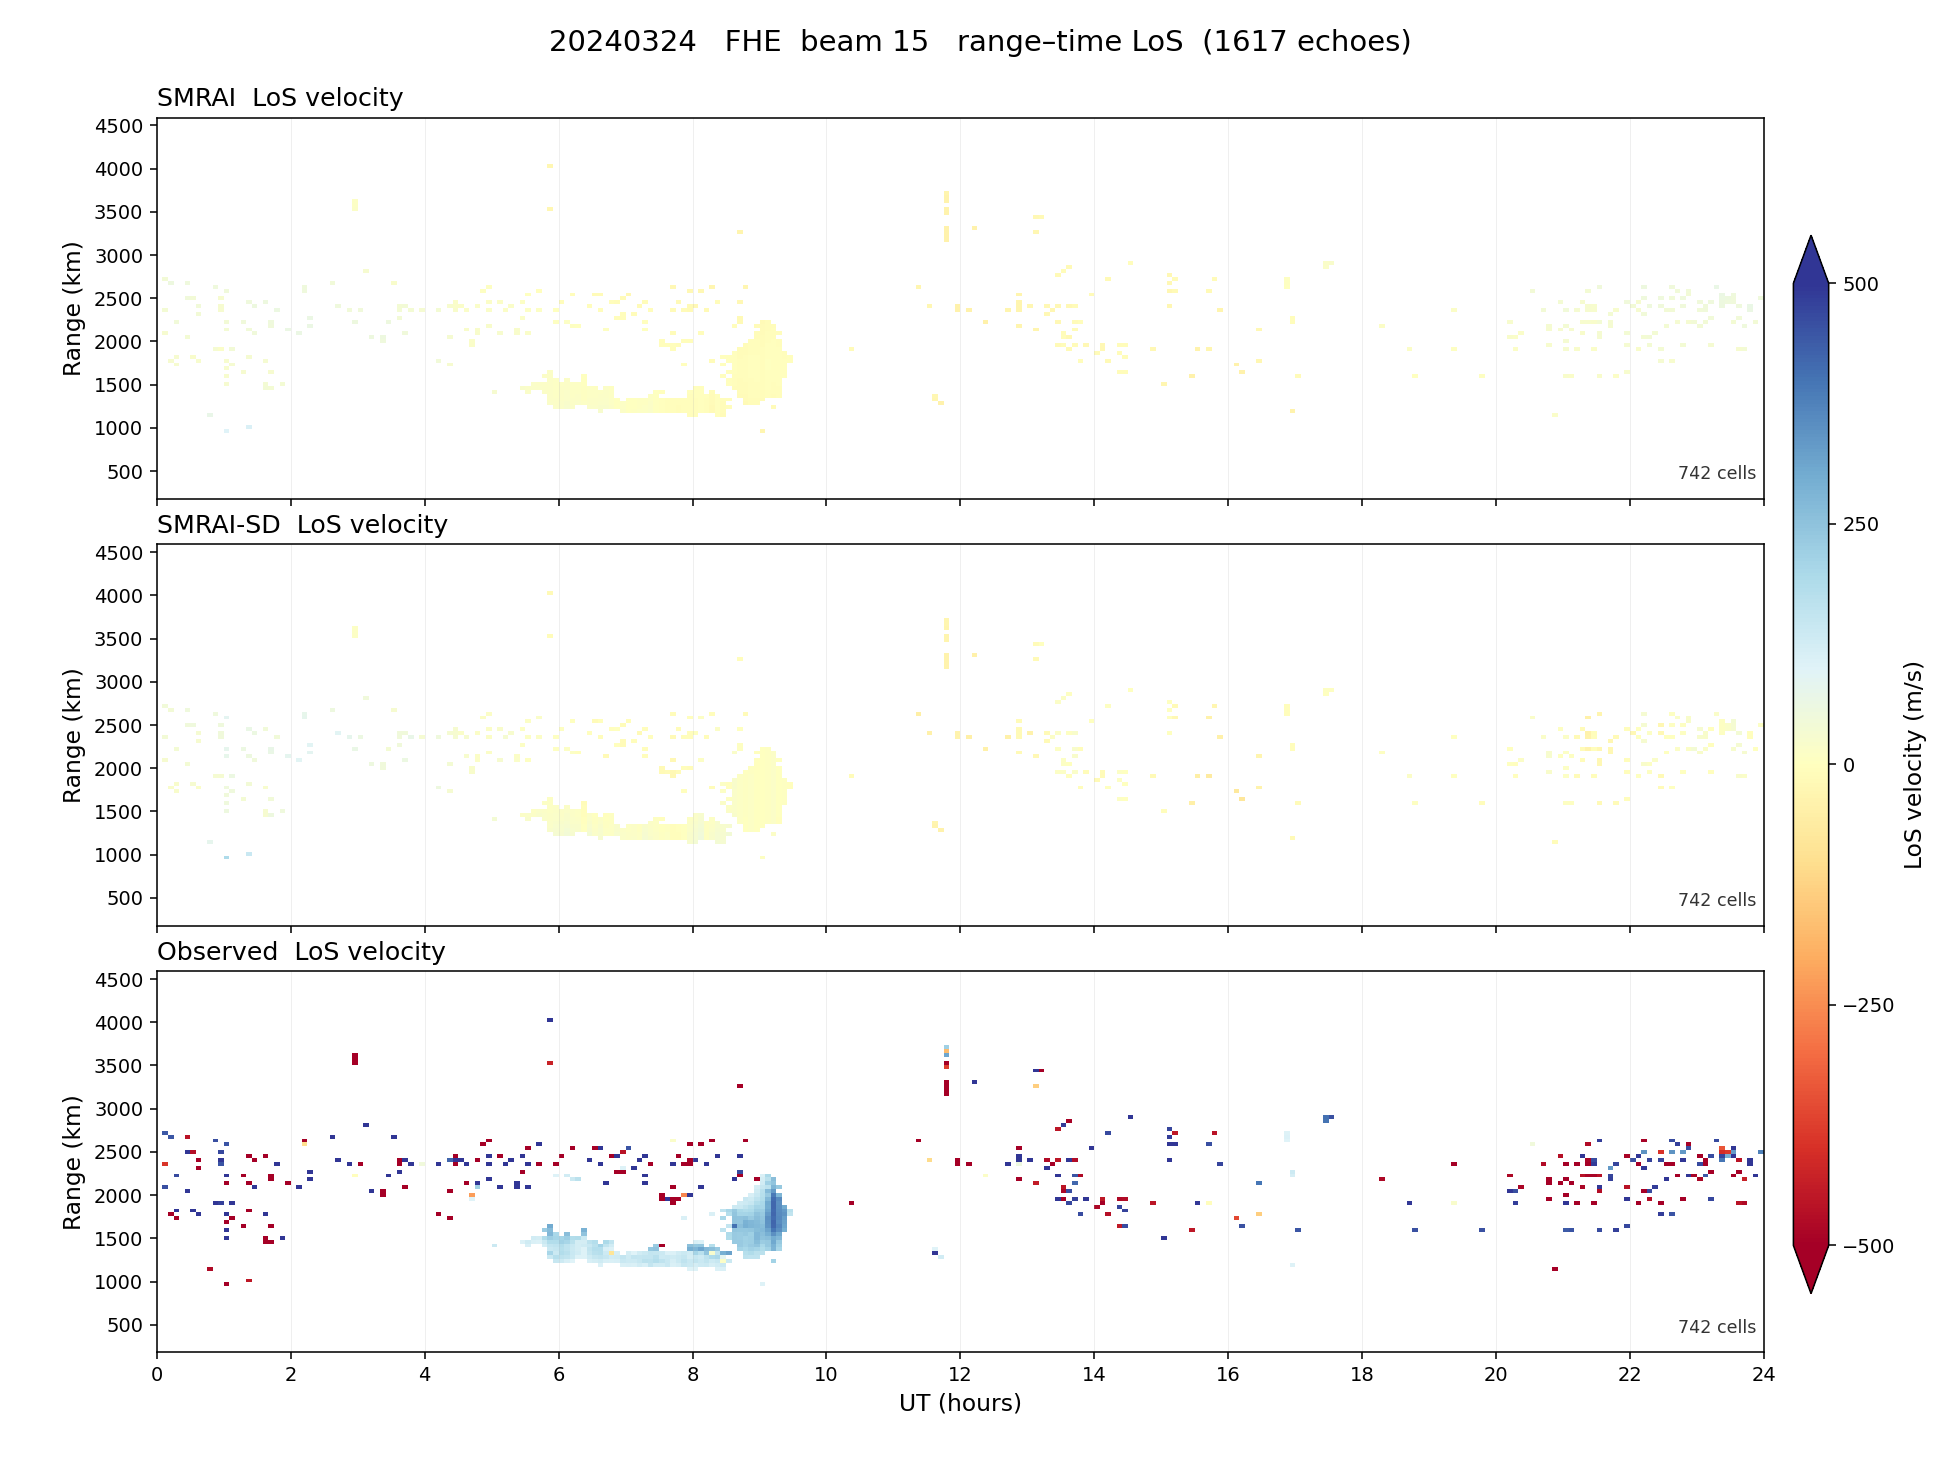 20240324   FHE  beam 15   range–time LoS  (1617 echoes)
SMRAI  LoS velocity
4500
4000
3500
3000
2500
2000
1500
1000
500
Range (km)
742 cells
SMRAI-SD  LoS velocity
4500
4000
3500
3000
2500
2000
1500
1000
500
Range (km)
742 cells
Observed  LoS velocity
4500
4000
3500
3000
2500
2000
1500
1000
500
Range (km)
742 cells
0 2 4 6 8 10 12 14 16 18 20 22 24
UT (hours)
500
250
0
−250
−500
LoS velocity (m/s)